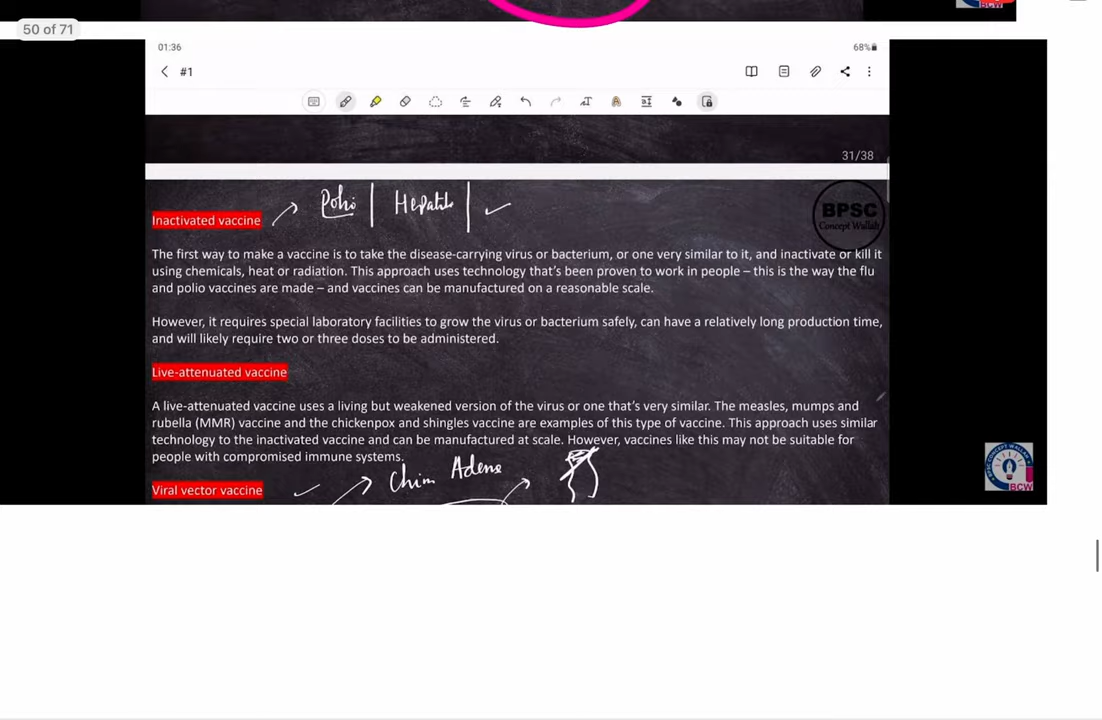 50 of 71
01:36
68%
#1
31/38
Polio | Hepatitis |
Inactivated vaccine
BPSC
Concept Wallah
The first way to make a vaccine is to take the disease-carrying virus or bacterium, or one very similar to it, and inactivate or kill it
using chemicals, heat or radiation. This approach uses technology that's been proven to work in people – this is the way the flu
and polio vaccines are made – and vaccines can be manufactured on a reasonable scale.
However, it requires special laboratory facilities to grow the virus or bacterium safely, can have a relatively long production time,
and will likely require two or three doses to be administered.
Live-attenuated vaccine
A live-attenuated vaccine uses a living but weakened version of the virus or one that's very similar. The measles, mumps and
rubella (MMR) vaccine and the chickenpox and shingles vaccine are examples of this type of vaccine. This approach uses similar
technology to the inactivated vaccine and can be manufactured at scale. However, vaccines like this may not be suitable for
people with compromised immune systems.
Chim Adeno
Viral vector vaccine
BCW